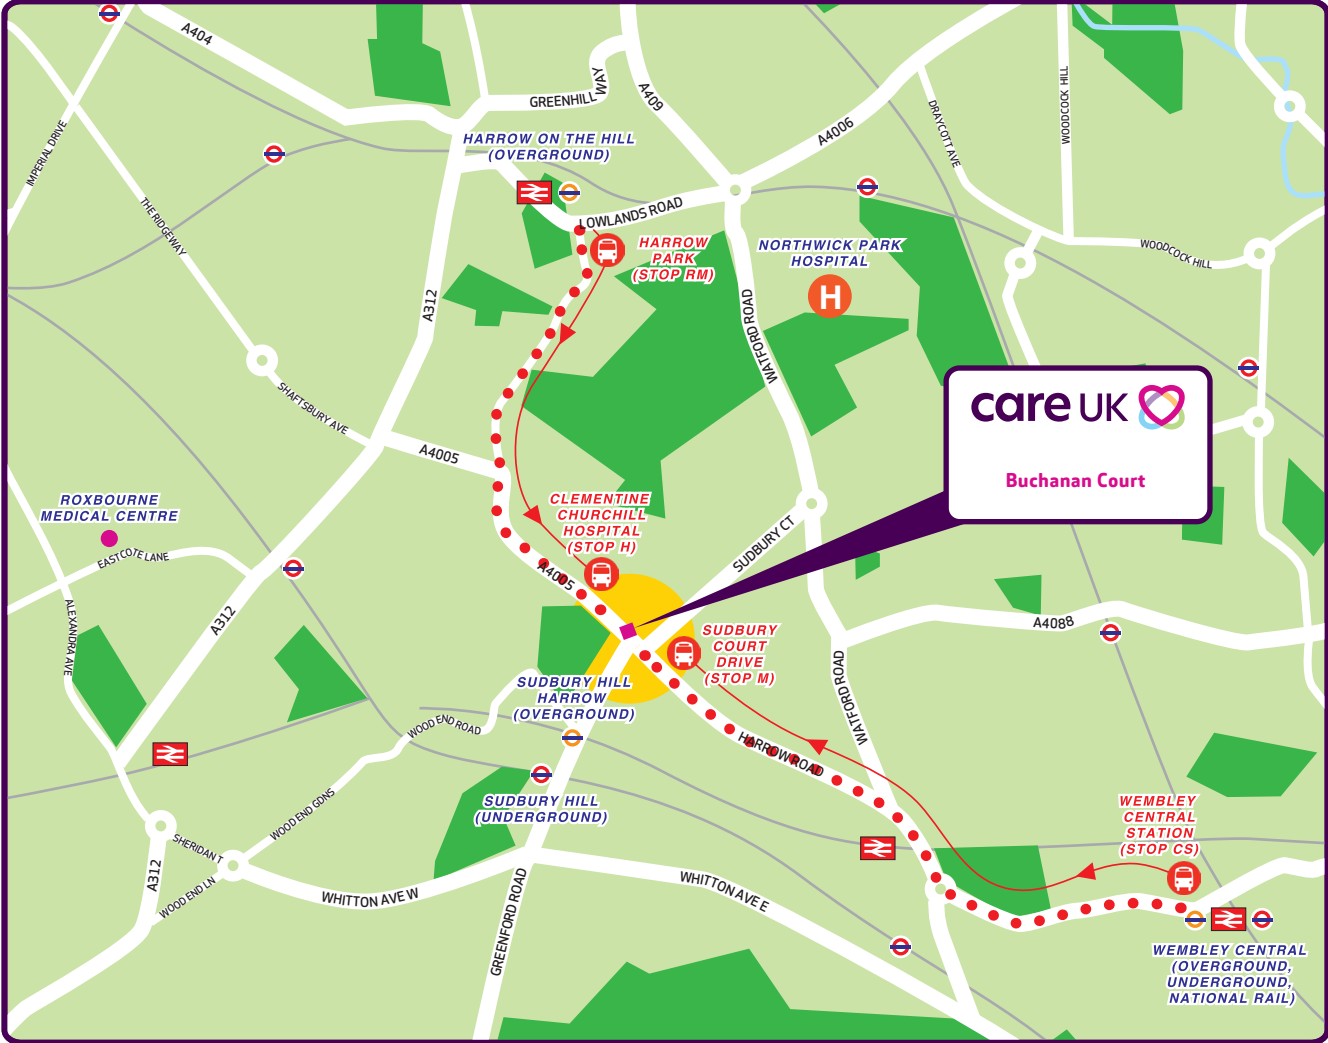 A404
GREENHILL WAY
A409
A4006
DRAYCOTT AVE
WOODCOCK HILL
IMPERIAL DRIVE
HARROW ON THE HILL
(OVERGROUND)
THE RIDGEWAY
LOWLANDS ROAD
HARROW
PARK
(STOP RM)
NORTHWICK PARK
HOSPITAL
H
WOODCOCK HILL
A312
WATFORD ROAD
WATFORD ROAD
SHAFTSBURY AVE
A4005
care UK
Buchanan Court
ROXBOURNE
MEDICAL CENTRE
EASTCOTE LANE
CLEMENTINE
CHURCHILL
HOSPITAL
(STOP H)
SUDBURY CT
A4005
A312
ALEXANDRA AVE
A4088
SUDBURY
COURT
DRIVE
(STOP M)
WATFORD ROAD
SUDBURY HILL
HARROW
(OVERGROUND)
WOOD END ROAD
HARROW ROAD
SUDBURY HILL
(UNDERGROUND)
WOOD END GDNS
SHERIDAN T
WEMBLEY
CENTRAL
STATION
(STOP CS)
A312
WOOD END LN
WHITTON AVE W
WHITTON AVE E
GREENFORD ROAD
WEMBLEY CENTRAL
(OVERGROUND,
UNDERGROUND,
NATIONAL RAIL)